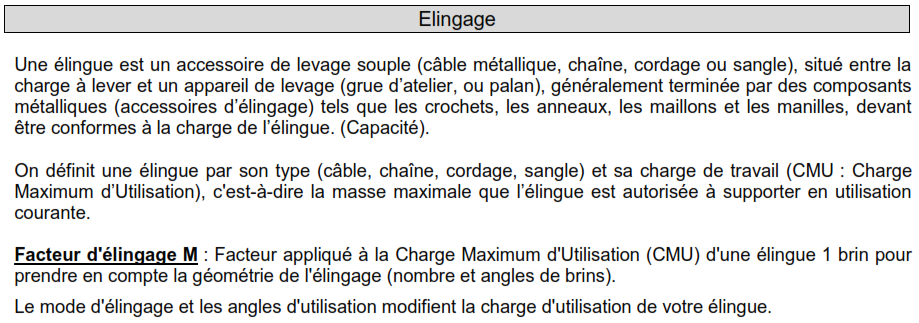 Elingage
Une élingue est un accessoire de levage souple (câble métallique, chaîne, cordage ou sangle), situé entre la
charge à lever et un appareil de levage (grue d'atelier, ou palan), généralement terminée par des composants
métalliques (accessoires d'élingage) tels que les crochets, les anneaux, les maillons et les manilles, devant
être conformes à la charge de l'élingue. (Capacité).
On définit une élingue par son type (câble, chaîne, cordage, sangle) et sa charge de travail (CMU : Charge
Maximum d'Utilisation), c'est-à-dire la masse maximale que l'élingue est autorisée à supporter en utilisation
courante.
Facteur d'élingage M : Facteur appliqué à la Charge Maximum d'Utilisation (CMU) d'une élingue 1 brin pour
prendre en compte la géométrie de l'élingage (nombre et angles de brins).
Le mode d'élingage et les angles d'utilisation modifient la charge d'utilisation de votre élingue.